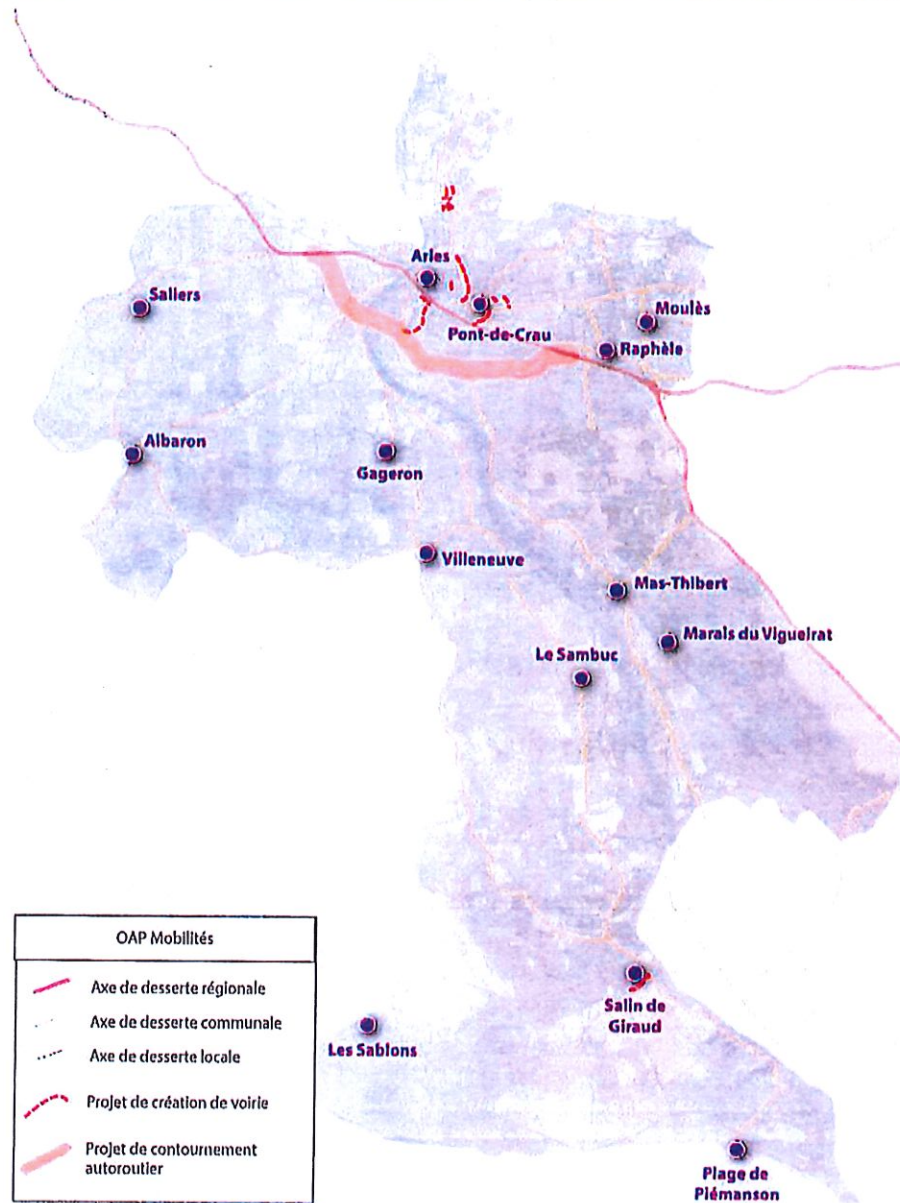 Arles
Saliers
Pont-de-Crau
Moulès
Raphèle
Albaron
Gageron
Villeneuve
Mas-Thibert
Marais du Vigueirat
Le Sambuc
OAP Mobilités
Axe de desserte régionale
Axe de desserte communale
Axe de desserte locale
Projet de création de voirie
Projet de contournement
autoroutier
Salin de
Giraud
Les Sablons
Plage de
Piémanson